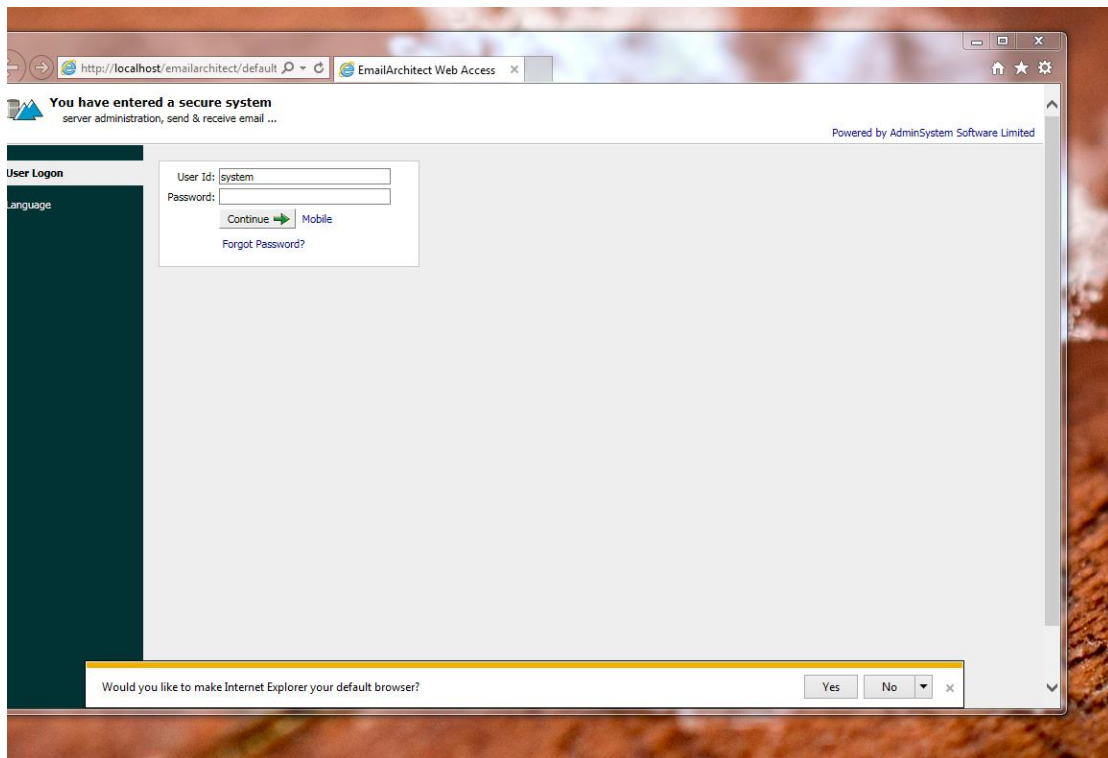 http://localhost/emailarchitect/default
EmailArchitect Web Access
You have entered a secure system
server administration, send & receive email ...
Powered by AdminSystem Software Limited
User Logon
Language
User Id: system
Password:
Continue Mobile
Forgot Password?
Would you like to make Internet Explorer your default browser? Yes No